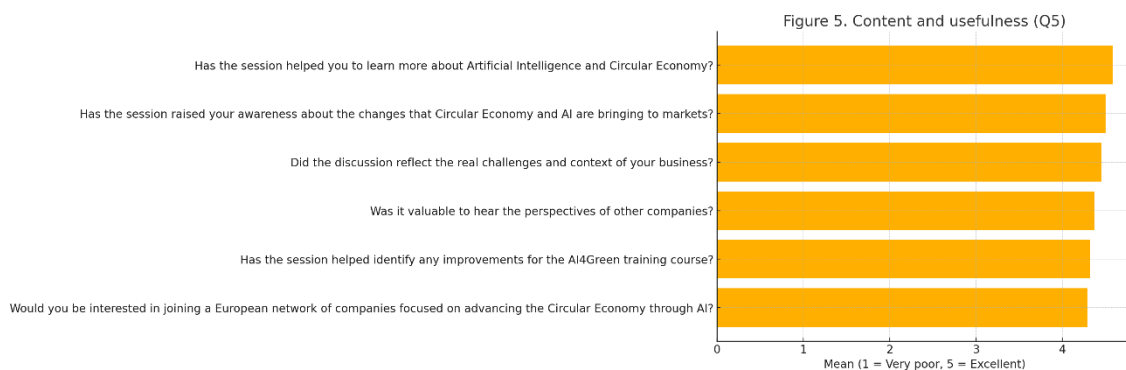 Figure 5. Content and usefulness (Q5)
Has the session helped you to learn more about Artificial Intelligence and Circular Economy?
Has the session raised your awareness about the changes that Circular Economy and AI are bringing to markets?
Did the discussion reflect the real challenges and context of your business?
Was it valuable to hear the perspectives of other companies?
Has the session helped identify any improvements for the AI4Green training course?
Would you be interested in joining a European network of companies focused on advancing the Circular Economy through AI?
0 1 2 3 4
Mean (1 = Very poor, 5 = Excellent)